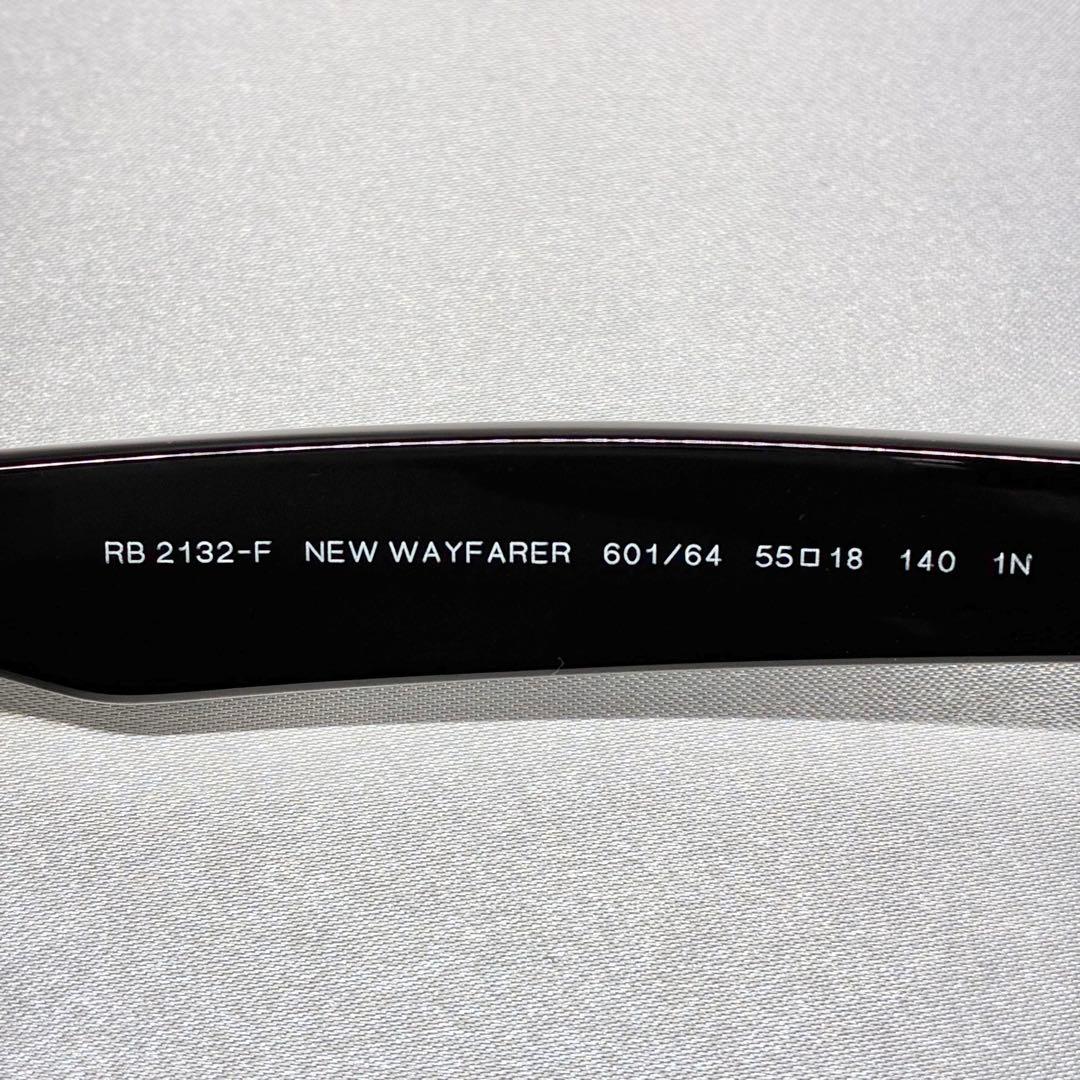 RB 2132-F NEW WAYFARER 601/64 55□18 140 1N